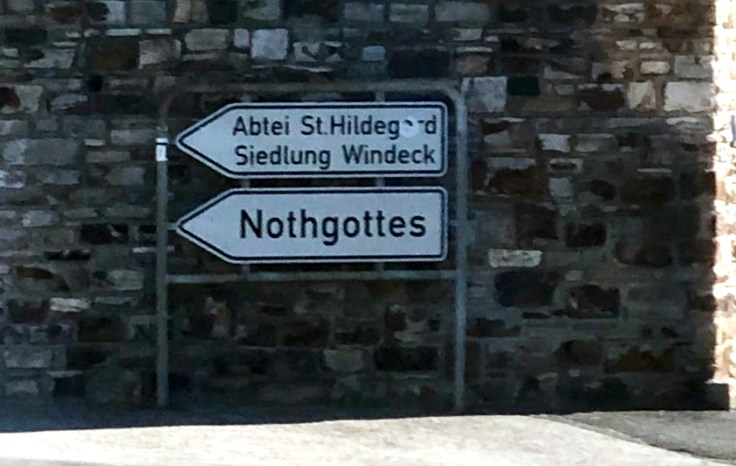 Abtei St.Hildegard
Siedlung Windeck
Nothgottes